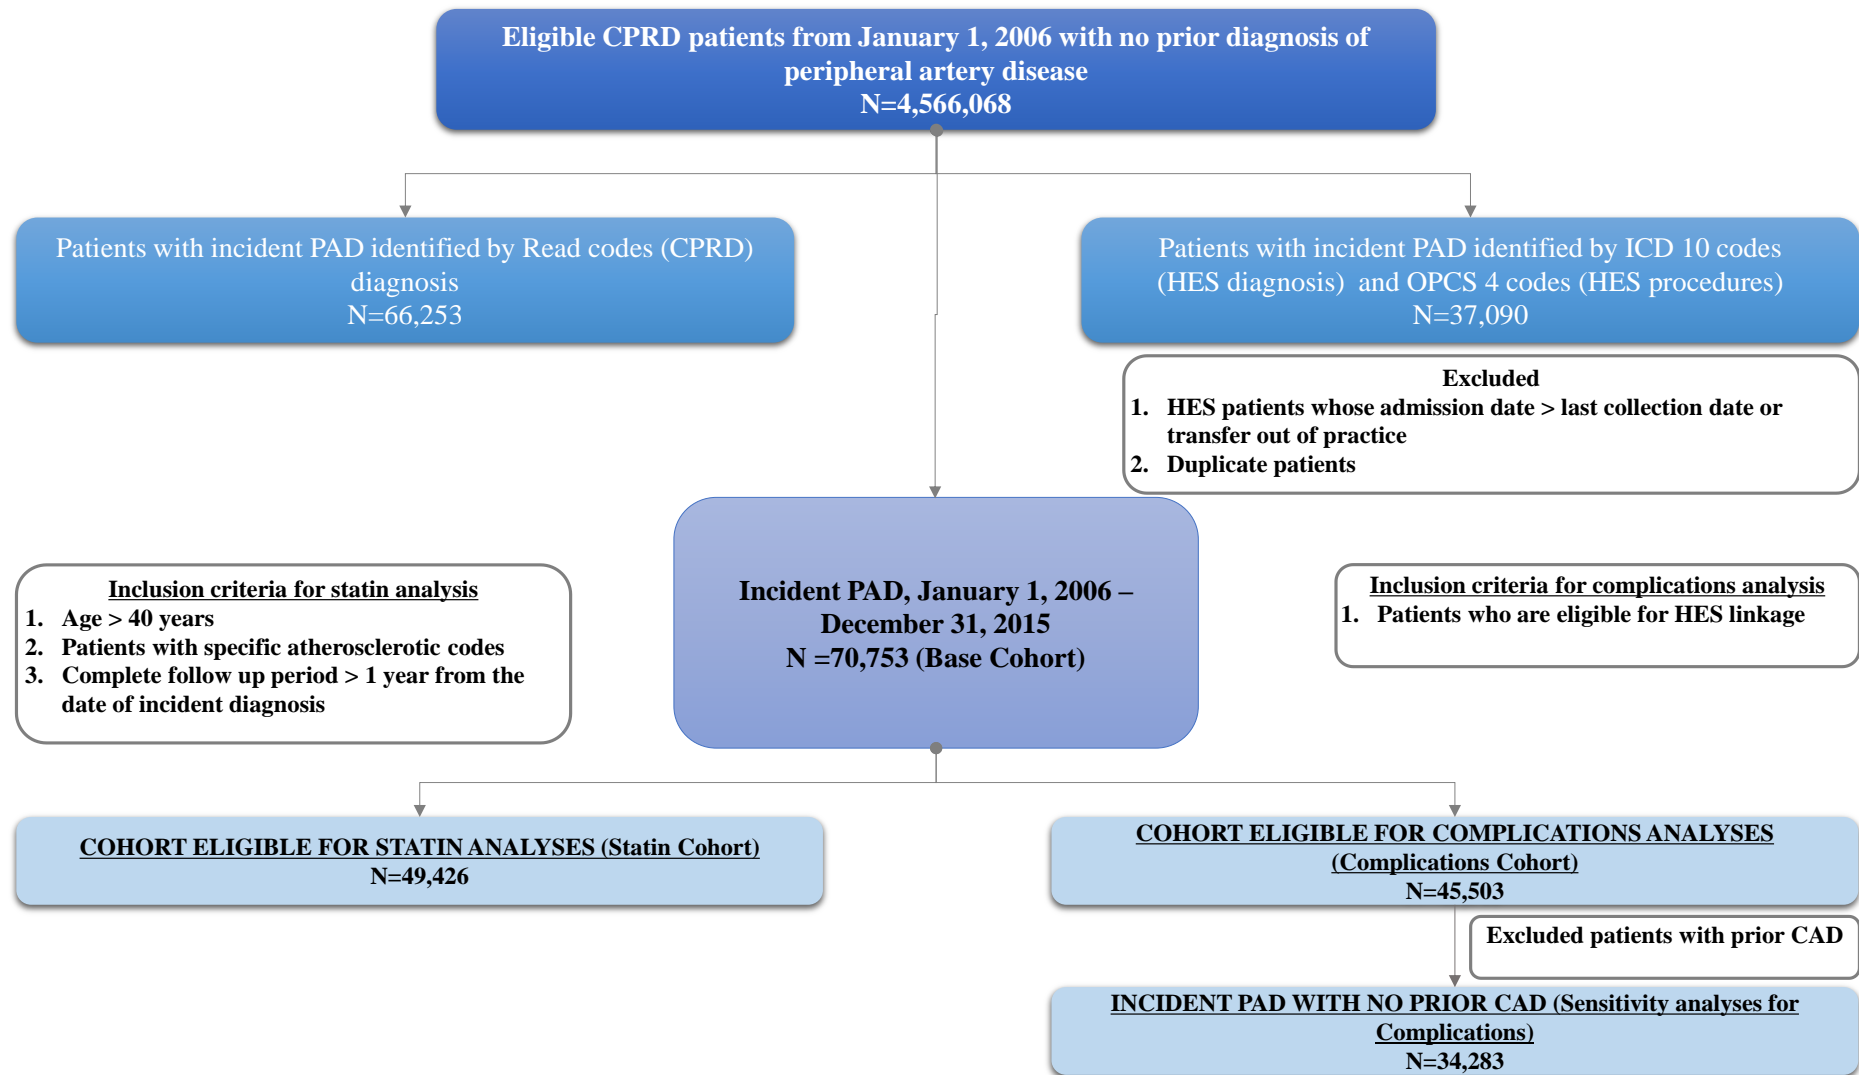 Eligible CPRD patients from January 1, 2006 with no prior diagnosis of
peripheral artery disease
N=4,566,068
Patients with incident PAD identified by Read codes (CPRD)
diagnosis
N=66,253
Patients with incident PAD identified by ICD 10 codes
(HES diagnosis) and OPCS 4 codes (HES procedures)
N=37,090
Excluded
1. HES patients whose admission date > last collection date or
transfer out of practice
2. Duplicate patients
Incident PAD, January 1, 2006 –
December 31, 2015
N =70,753 (Base Cohort)
Inclusion criteria for statin analysis
1. Age > 40 years
2. Patients with specific atherosclerotic codes
3. Complete follow up period > 1 year from the
date of incident diagnosis
Inclusion criteria for complications analysis
1. Patients who are eligible for HES linkage
COHORT ELIGIBLE FOR STATIN ANALYSES (Statin Cohort)
N=49,426
COHORT ELIGIBLE FOR COMPLICATIONS ANALYSES
(Complications Cohort)
N=45,503
Excluded patients with prior CAD
INCIDENT PAD WITH NO PRIOR CAD (Sensitivity analyses for
Complications)
N=34,283